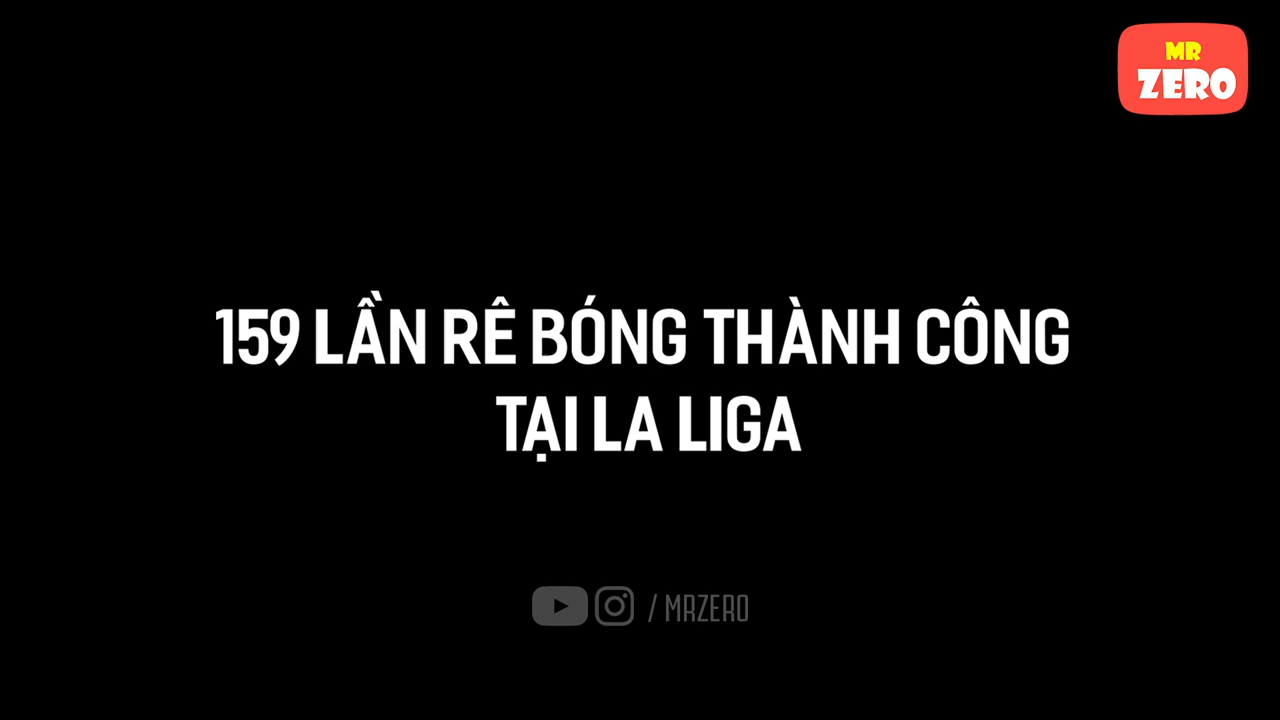 MR
ZERO
159 LẦN RÊ BÓNG THÀNH CÔNG
TẠI LA LIGA
/ MRZERO